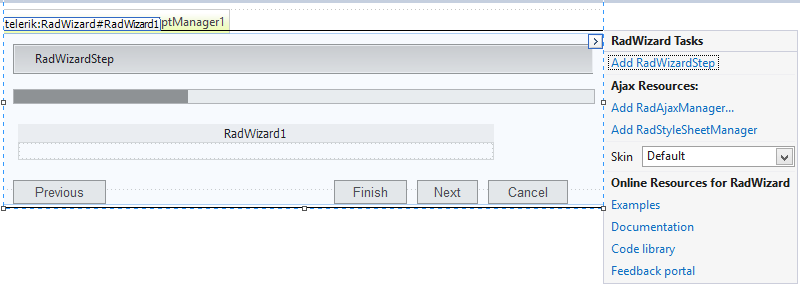 telerik:RadWizard#RadWizard1 ptManager1
RadWizardStep
RadWizard1
Previous
Finish
Next
Cancel
RadWizard Tasks
Add RadWizardStep
Ajax Resources:
Add RadAjaxManager...
Add RadStyleSheetManager
Skin Default
Online Resources for RadWizard
Examples
Documentation
Code library
Feedback portal